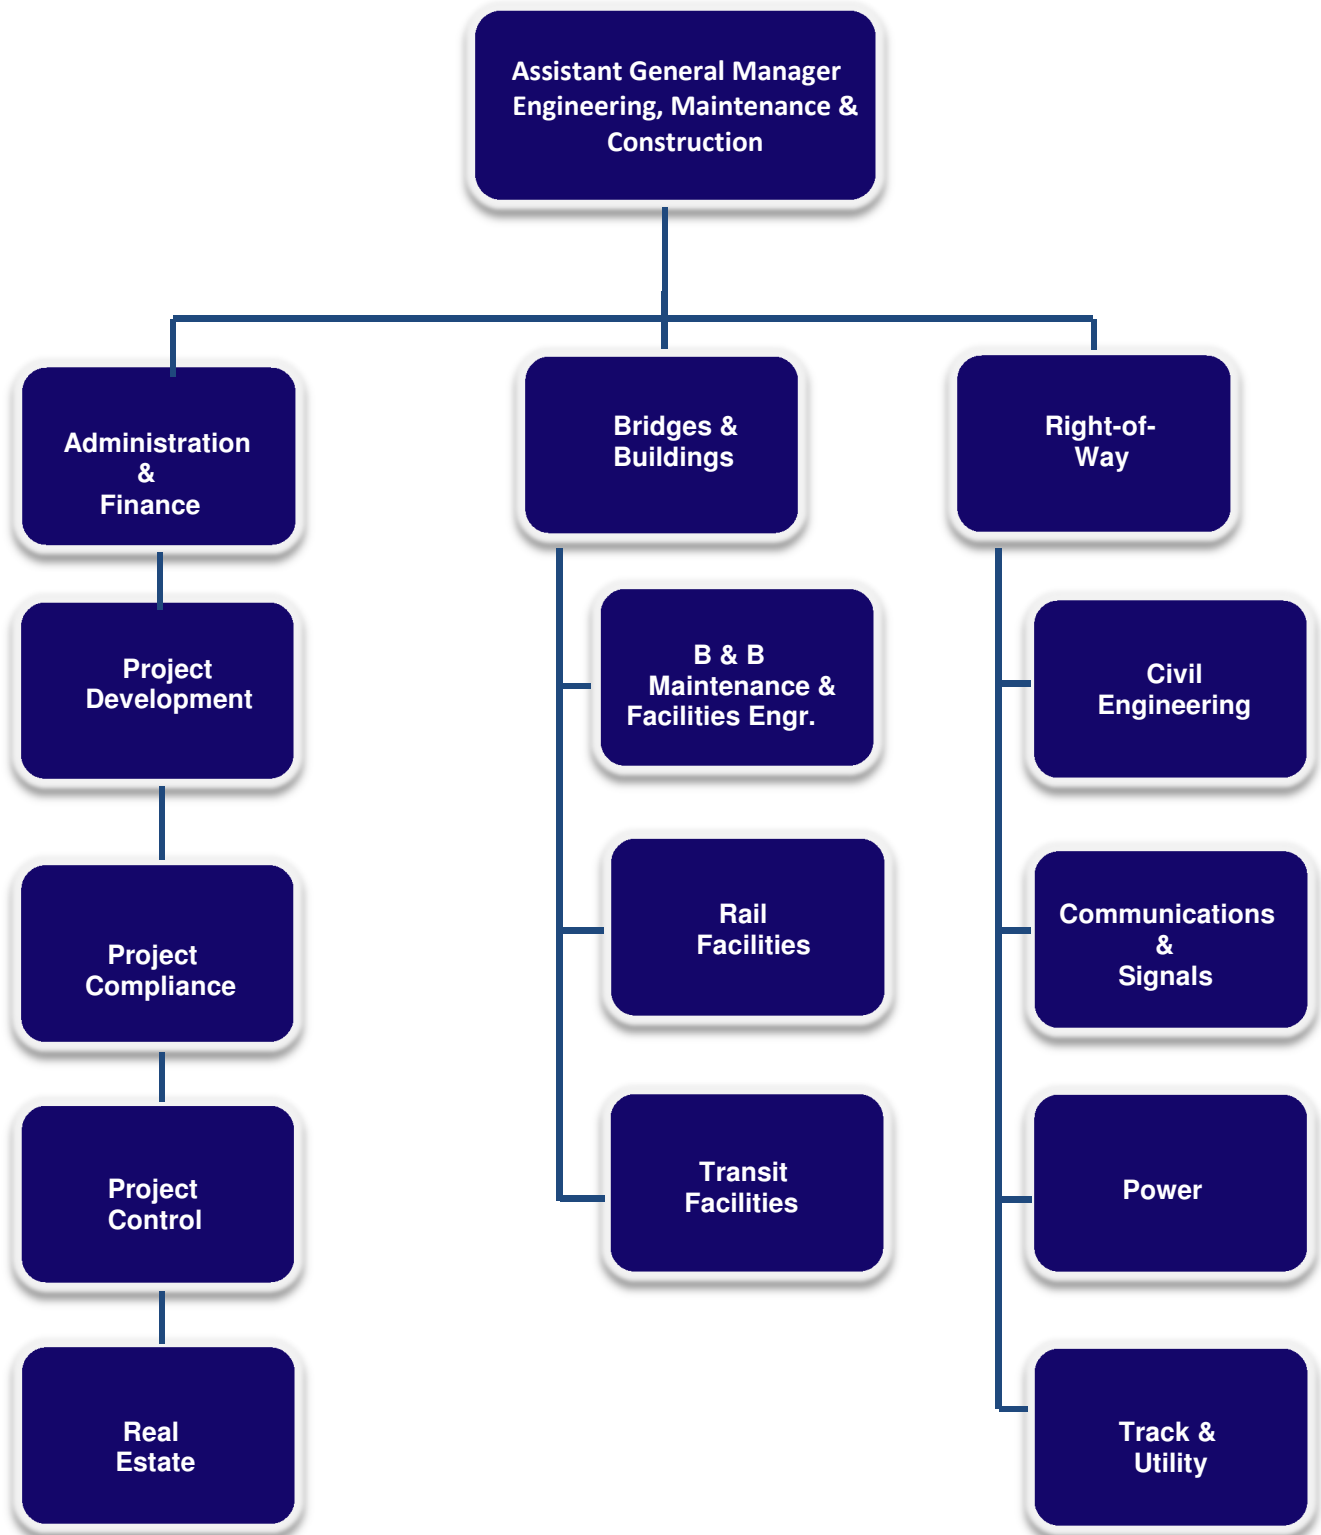 Assistant General Manager
Engineering, Maintenance &
Construction
Administration
&
Finance
Bridges &
Buildings
Right-of-
Way
Project
Development
B & B
Maintenance &
Facilities Engr.
Civil
Engineering
Project
Compliance
Rail
Facilities
Communications
&
Signals
Project
Control
Transit
Facilities
Power
Real
Estate
Track &
Utility